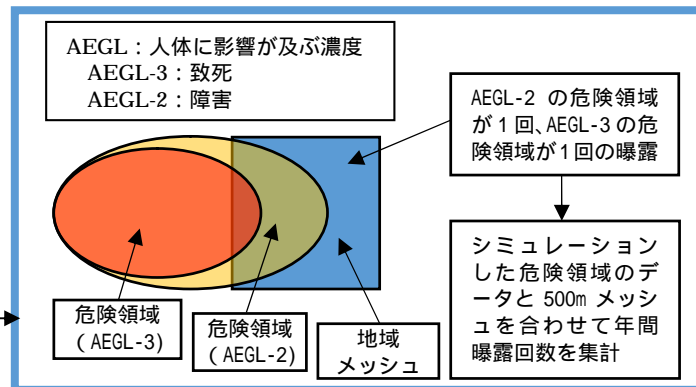 AEGL：人体に影響が及ぶ濃度
AEGL-3：致死
AEGL-2：障害
AEGL-2 の危険領域
が1回、AEGL-3 の危
険領域が1回の曝露
シミュレーション
した危険領域のデ
ータと 500m メッシ
ュを合わせて年間
曝露回数を集計
危険領域
（AEGL-3）
危険領域
（AEGL-2）
地域
メッシュ